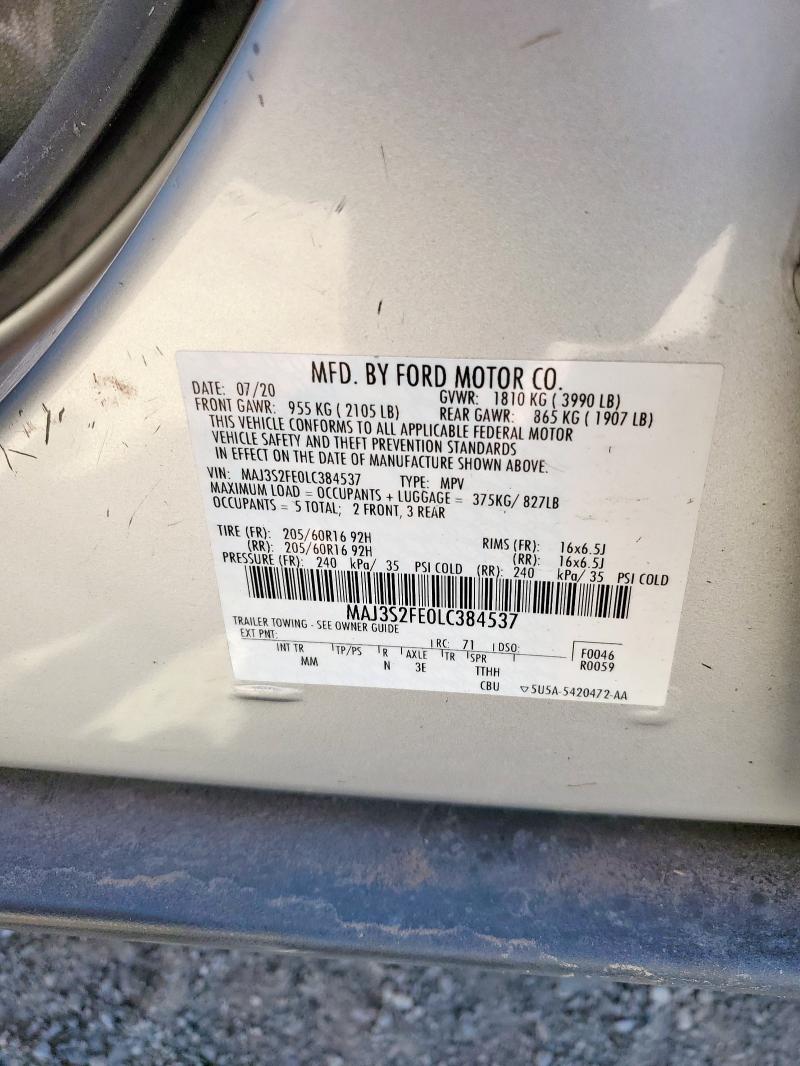 MFD. BY FORD MOTOR CO.
DATE: 07/20 GVWR: 1810 KG ( 3990 LB)
FRONT GAWR: 955 KG ( 2105 LB) REAR GAWR: 865 KG ( 1907 LB)
THIS VEHICLE CONFORMS TO ALL APPLICABLE FEDERAL MOTOR
VEHICLE SAFETY AND THEFT PREVENTION STANDARDS
IN EFFECT ON THE DATE OF MANUFACTURE SHOWN ABOVE.
VIN: MAJ3S2FE0LC384537 TYPE: MPV
MAXIMUM LOAD = OCCUPANTS + LUGGAGE = 375KG/ 827LB
OCCUPANTS = 5 TOTAL; 2 FRONT, 3 REAR
TIRE (FR): 205/60R16 92H RIMS (FR): 16x6.5J
(RR): 205/60R16 92H (RR): 16x6.5J
PRESSURE (FR): 240 kPa/ 35 PSI COLD (RR): 240 kPa/ 35 PSI COLD
MAJ3S2FE0LC384537
TRAILER TOWING - SEE OWNER GUIDE
EXT PNT: RC: 71 DSO: F0046
INT TR TP/PS R AXLE TR SPR R0059
MM N 3E TTHH
CBU ▽5U5A-5420472-AA